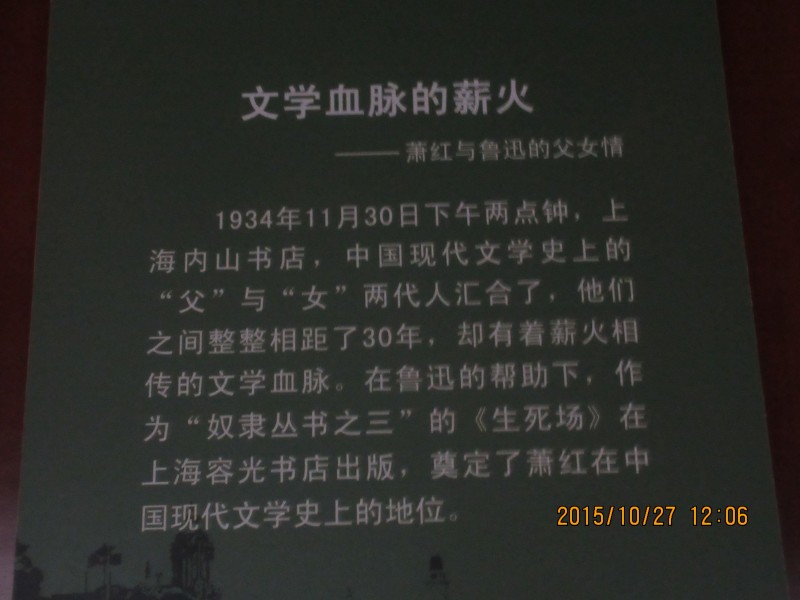 文学血脉的薪火
——萧红与鲁迅的父女情
1934年11月30日下午两点钟，上
海内山书店，中国现代文学史上的
“父”与“女”两代人汇合了，他们
之间整整相距了30年，却有着薪火相
传的文学血脉。在鲁迅的帮助下，作
为“奴隶丛书之三”的《生死场》在
上海容光书店出版，奠定了萧红在中
国现代文学史上的地位。
2015/10/27 12:06